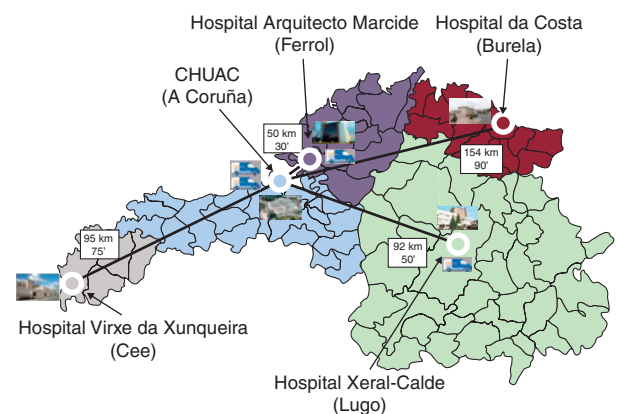 Hospital Arquitecto Marcide
(Ferrol)
Hospital da Costa
(Burela)
CHUAC
(A Coruña)
50 km
30'
154 km
90'
95 km
75'
92 km
50'
Hospital Virxe da Xunqueira
(Cee)
Hospital Xeral-Calde
(Lugo)